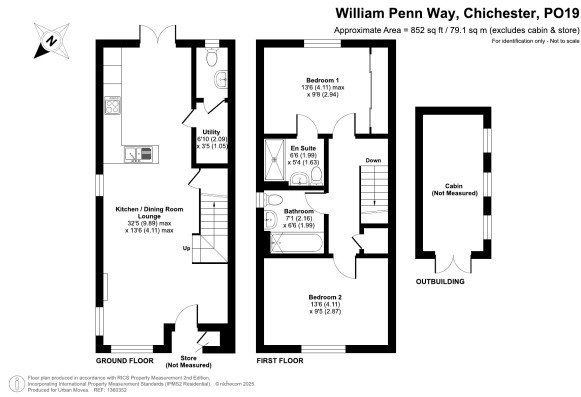 William Penn Way, Chichester, PO19
Approximate Area = 852 sq ft / 79.1 sq m (excludes cabin & store)
For identification only - Not to scale
N
Bedroom 1
13'6 (4.11) max
x 9'8 (2.94)
Utility
6'10 (2.09)
x 3'5 (1.05)
En Suite
6'6 (1.99)
x 5'4 (1.63)
Down
Cabin
(Not Measured)
Kitchen / Dining Room
Lounge
32'5 (9.89) max
x 13'6 (4.11) max
Bathroom
7'1 (2.16)
x 6'6 (1.99)
Up
OUTBUILDING
Bedroom 2
13'6 (4.11)
x 9'5 (2.87)
Store
(Not Measured)
GROUND FLOOR
FIRST FLOOR
Floor plan produced in accordance with RICS Property Measurement 2nd Edition,
Incorporating International Property Measurement Standards (IPMS2 Residential). © nichecom 2025.
Produced for Urban Moves. REF: 1360352